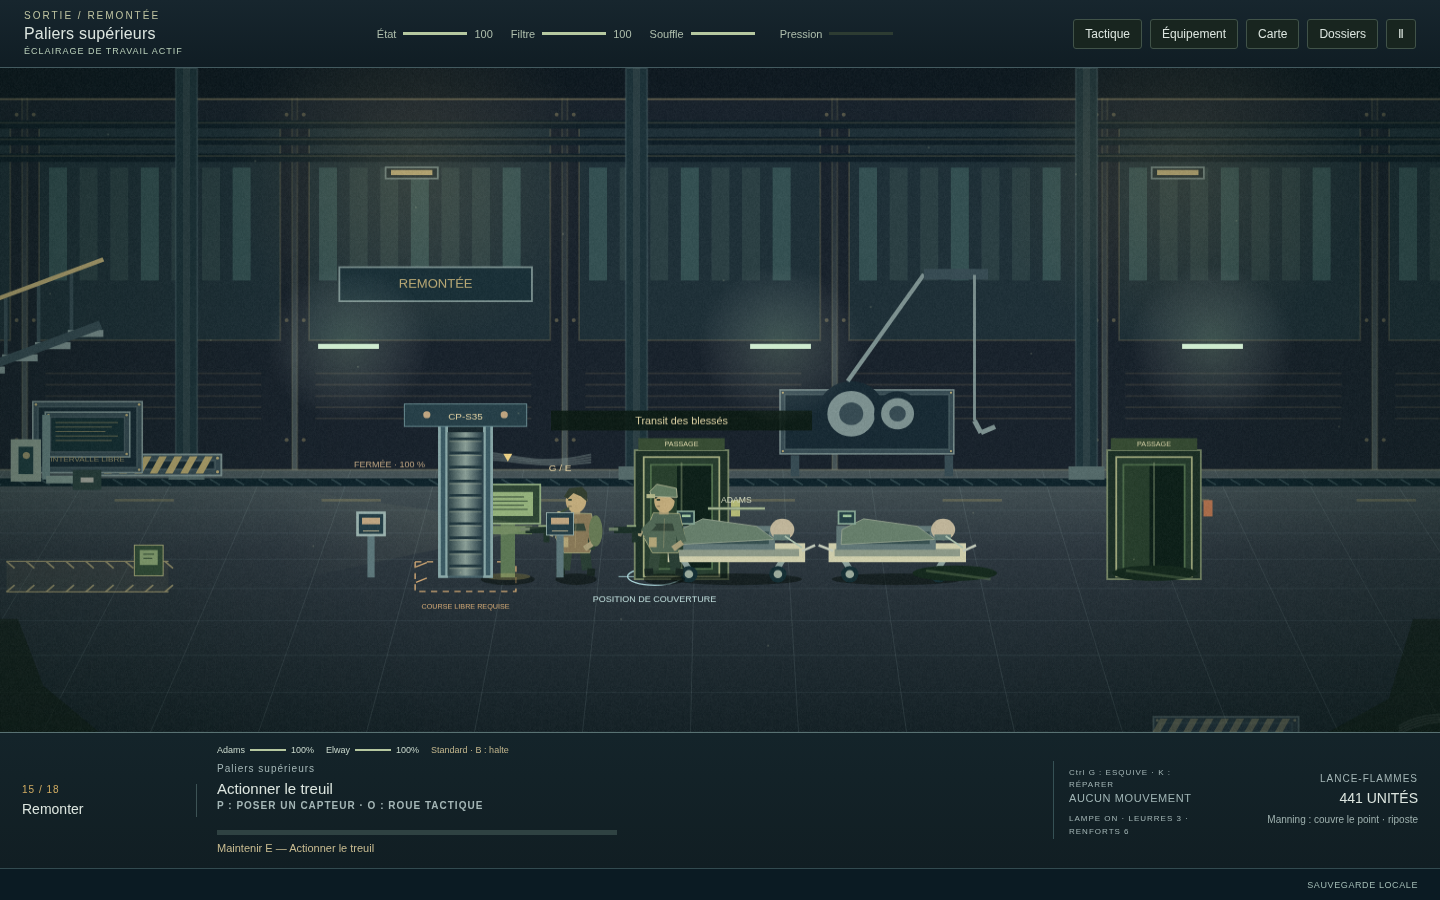 SORTIE / REMONTÉE
Paliers supérieurs
ÉCLAIRAGE DE TRAVAIL ACTIF
État 100 Filtre 100 Souffle Pression
Tactique Équipement Carte Dossiers II
REMONTÉE
CP-S35
Transit des blessés
PASSAGE
PASSAGE
INTERVALLE LIBRE
FERMÉE · 100 %
G / E
ADAMS
POSITION DE COUVERTURE
COURSE LIBRE REQUISE
15 / 18
Remonter
Adams 100% Elway 100% Standard · B : halte
Paliers supérieurs
Actionner le treuil
P : POSER UN CAPTEUR · O : ROUE TACTIQUE
Maintenir E — Actionner le treuil
Ctrl G : ESQUIVE · K :
RÉPARER
AUCUN MOUVEMENT
LAMPE ON · LEURRES 3 ·
RENFORTS 6
LANCE-FLAMMES
441 UNITÉS
Manning : couvre le point · riposte
SAUVEGARDE LOCALE